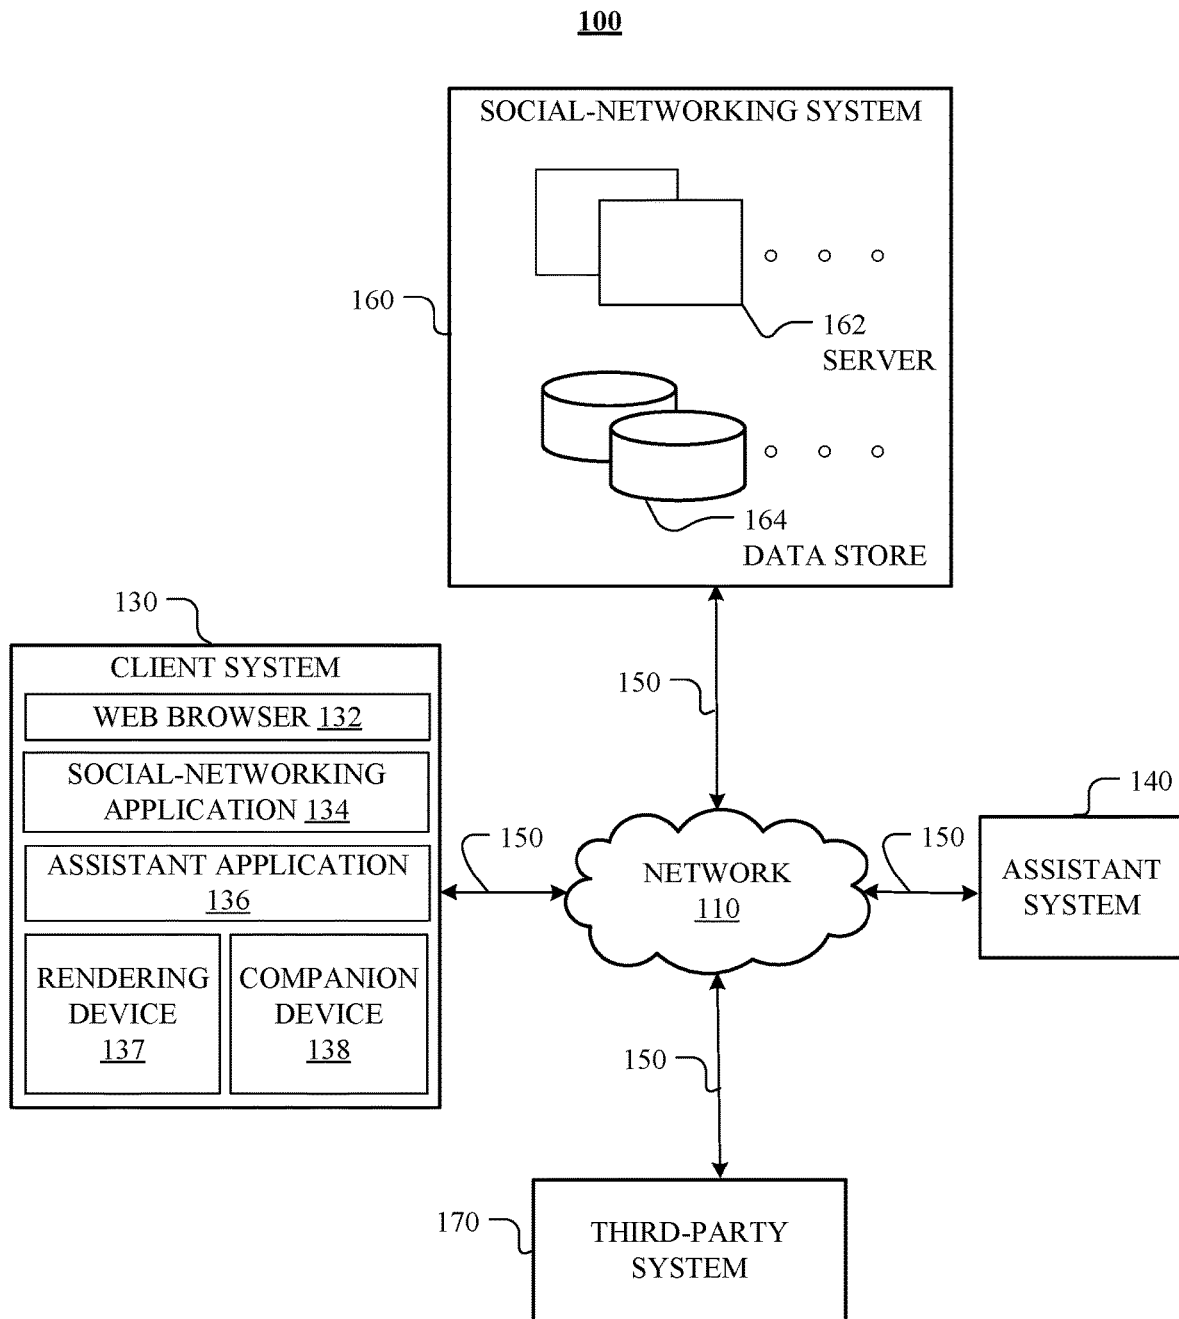 100
SOCIAL-NETWORKING SYSTEM
160
162
SERVER
164
DATA STORE
130
CLIENT SYSTEM
WEB BROWSER 132
SOCIAL-NETWORKING
APPLICATION 134
ASSISTANT APPLICATION
136
RENDERING
DEVICE
137
COMPANION
DEVICE
138
150
150
NETWORK
110
150
140
ASSISTANT
SYSTEM
150
170
THIRD-PARTY
SYSTEM